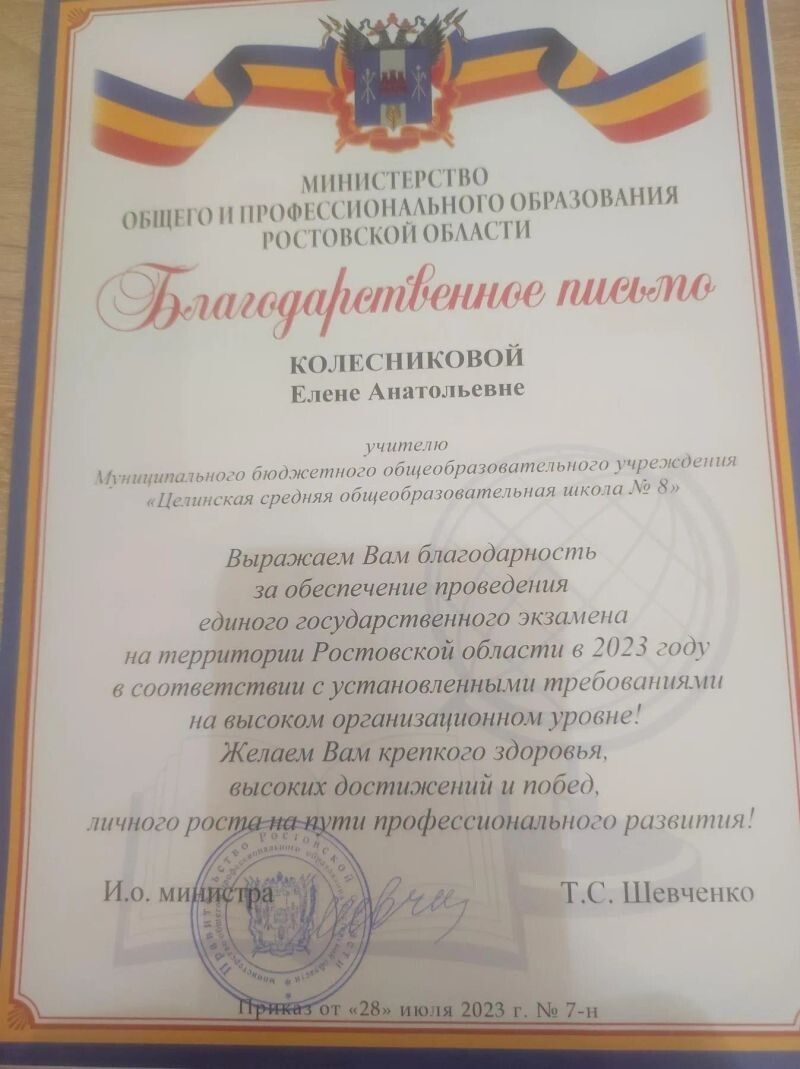 МИНИСТЕРСТВО
ОБЩЕГО И ПРОФЕССИОНАЛЬНОГО ОБРАЗОВАНИЯ
РОСТОВСКОЙ ОБЛАСТИ
Благодарственное письмо
КОЛЕСНИКОВОЙ
Елене Анатольевне
учителю
Муниципального бюджетного общеобразовательного учреждения
«Целинская средняя общеобразовательная школа № 8»
Выражаем Вам благодарность
за обеспечение проведения
единого государственного экзамена
на территории Ростовской области в 2023 году
в соответствии с установленными требованиями
на высоком организационном уровне!
Желаем Вам крепкого здоровья,
высоких достижений и побед,
личного роста на пути профессионального развития!
И.о. министра Т.С. Шевченко
Правительство Ростовской области
Приказ от «28» июля 2023 г. № 7-н